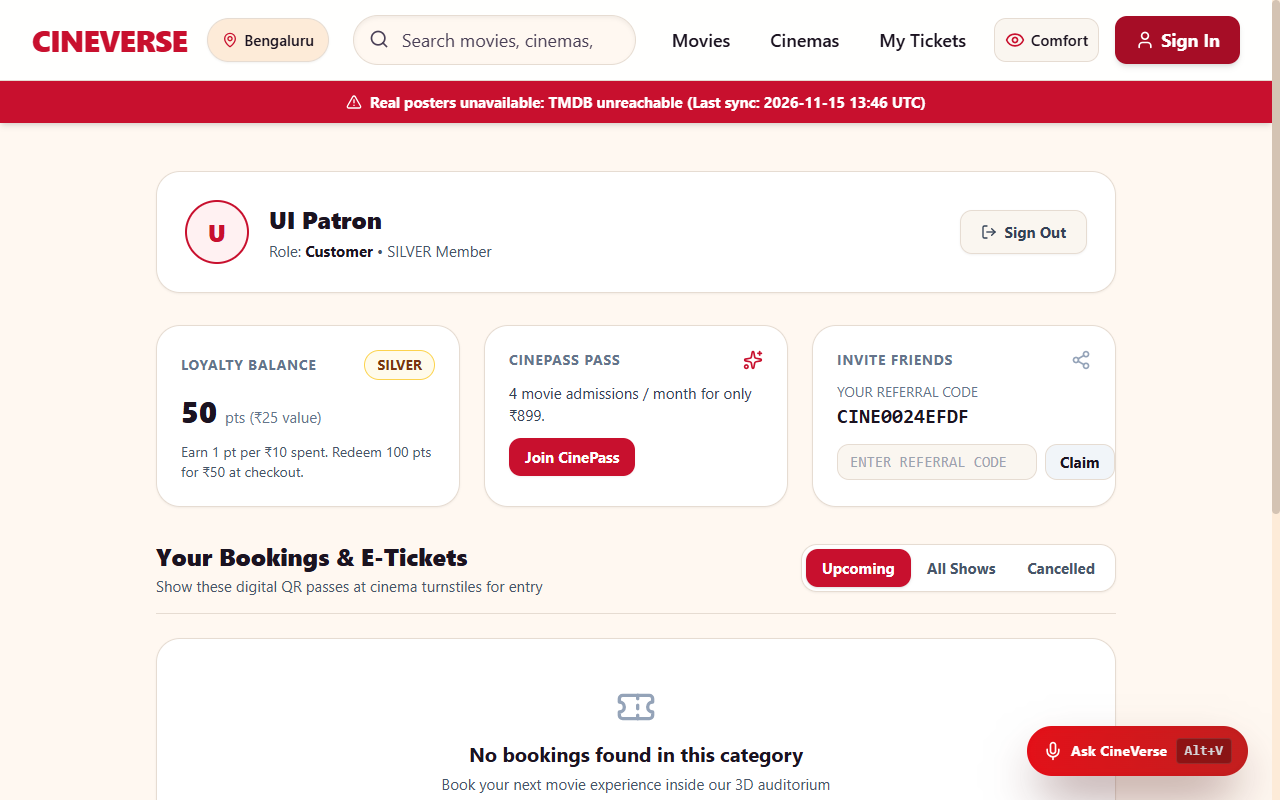 CINEVERSE
Bengaluru
Search movies, cinemas,
Movies
Cinemas
My Tickets
Comfort
Sign In
Real posters unavailable: TMDB unreachable (Last sync: 2026-11-15 13:46 UTC)
U
UI Patron
Role: Customer • SILVER Member
Sign Out
LOYALTY BALANCE
SILVER
50 pts (₹25 value)
Earn 1 pt per ₹10 spent. Redeem 100 pts
for ₹50 at checkout.
CINEPASS PASS
4 movie admissions / month for only
₹899.
Join CinePass
INVITE FRIENDS
YOUR REFERRAL CODE
CINE0024EFDF
ENTER REFERRAL CODE
Claim
Your Bookings & E-Tickets
Show these digital QR passes at cinema turnstiles for entry
Upcoming
All Shows
Cancelled
No bookings found in this category
Book your next movie experience inside our 3D auditorium
Ask CineVerse Alt+V